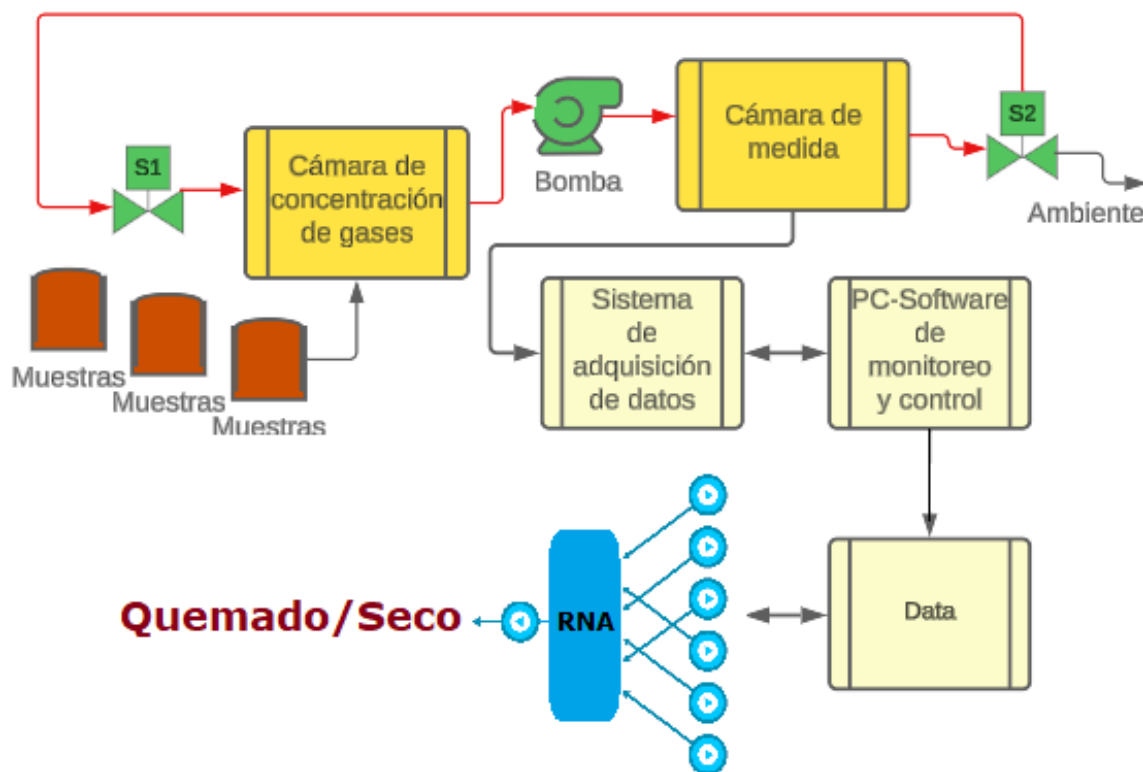 S2
S1
Cámara de
concentración
de gases
Bomba
Cámara de
medida
Ambiente
Muestras
Muestras
Muestras
Sistema
de
adquisición
de datos
PC-Software
de
monitoreo
y control
Quemado/Seco
RNA
Data